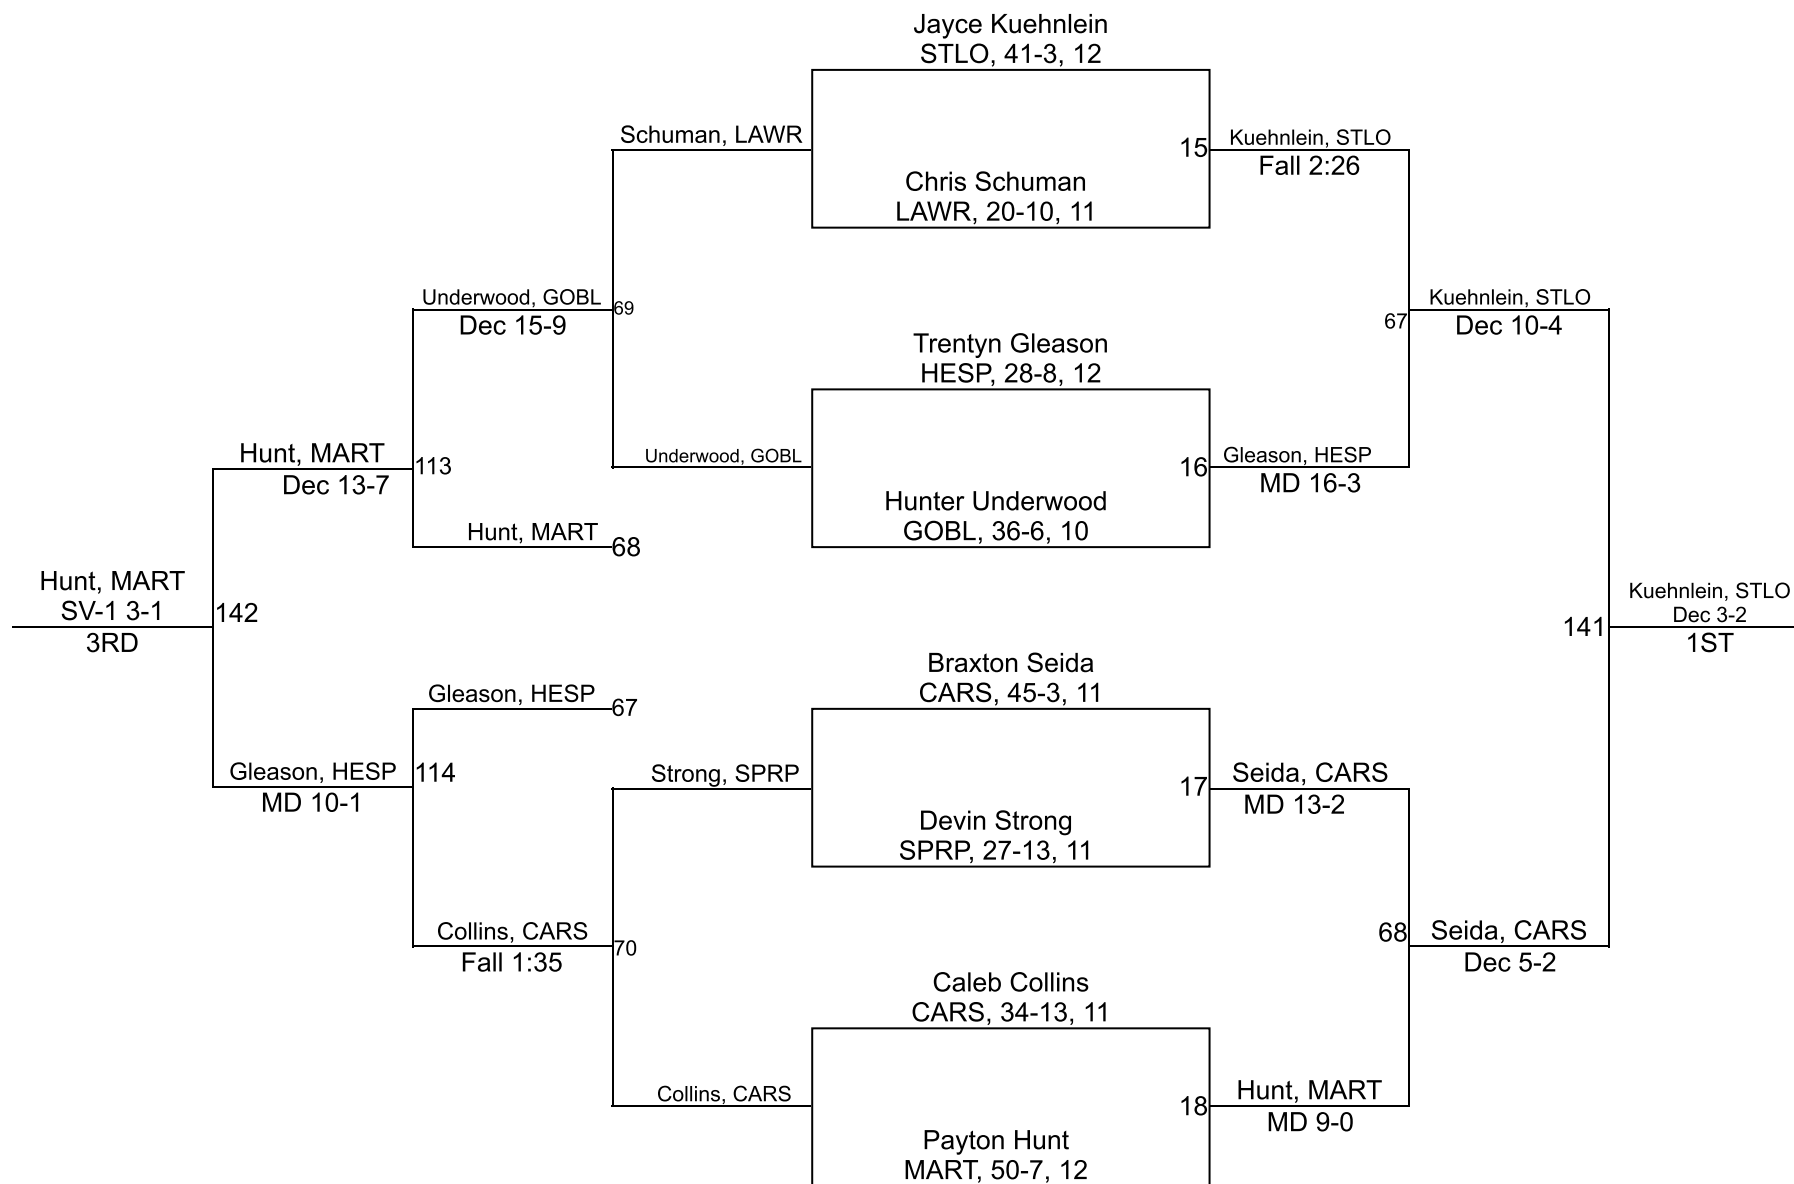 Jayce Kuehnlein
STLO, 41-3, 12
Schuman, LAWR
15
Kuehnlein, STLO
Fall 2:26
Chris Schuman
LAWR, 20-10, 11
Underwood, GOBL
Dec 15-9
69
67
Kuehnlein, STLO
Dec 10-4
Trentyn Gleason
HESP, 28-8, 12
Hunt, MART
Dec 13-7
113
Underwood, GOBL
16
Gleason, HESP
MD 16-3
Hunter Underwood
GOBL, 36-6, 10
Hunt, MART
68
Hunt, MART
SV-1 3-1
3RD
142
141
Kuehnlein, STLO
Dec 3-2
1ST
Braxton Seida
CARS, 45-3, 11
Gleason, HESP
67
Gleason, HESP
MD 10-1
114
Strong, SPRP
17
Seida, CARS
MD 13-2
Devin Strong
SPRP, 27-13, 11
Collins, CARS
Fall 1:35
70
68
Seida, CARS
Dec 5-2
Caleb Collins
CARS, 34-13, 11
Collins, CARS
18
Hunt, MART
MD 9-0
Payton Hunt
MART, 50-7, 12